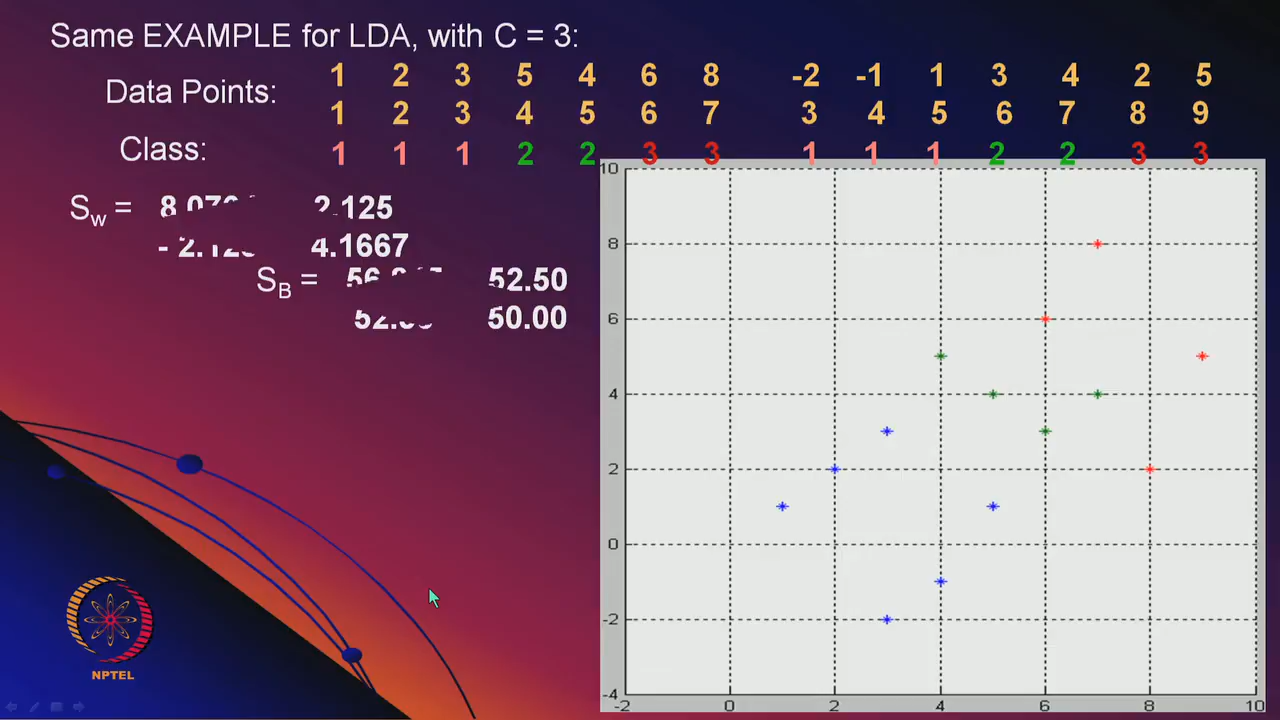 Same EXAMPLE for LDA, with C = 3:
Data Points: 1 2 3 5 4 6 8 -2 -1 1 3 4 2 5
1 2 3 4 5 6 7 3 4 5 6 7 8 9
Class: 1 1 1 2 2 3 3 1 1 1 2 2 3 3
Sw = 2.125
4.1667
SB = 52.50
50.00
10
8
6
4
2
0
-2
-4
-2 0 2 4 6 8 10
NPTEL